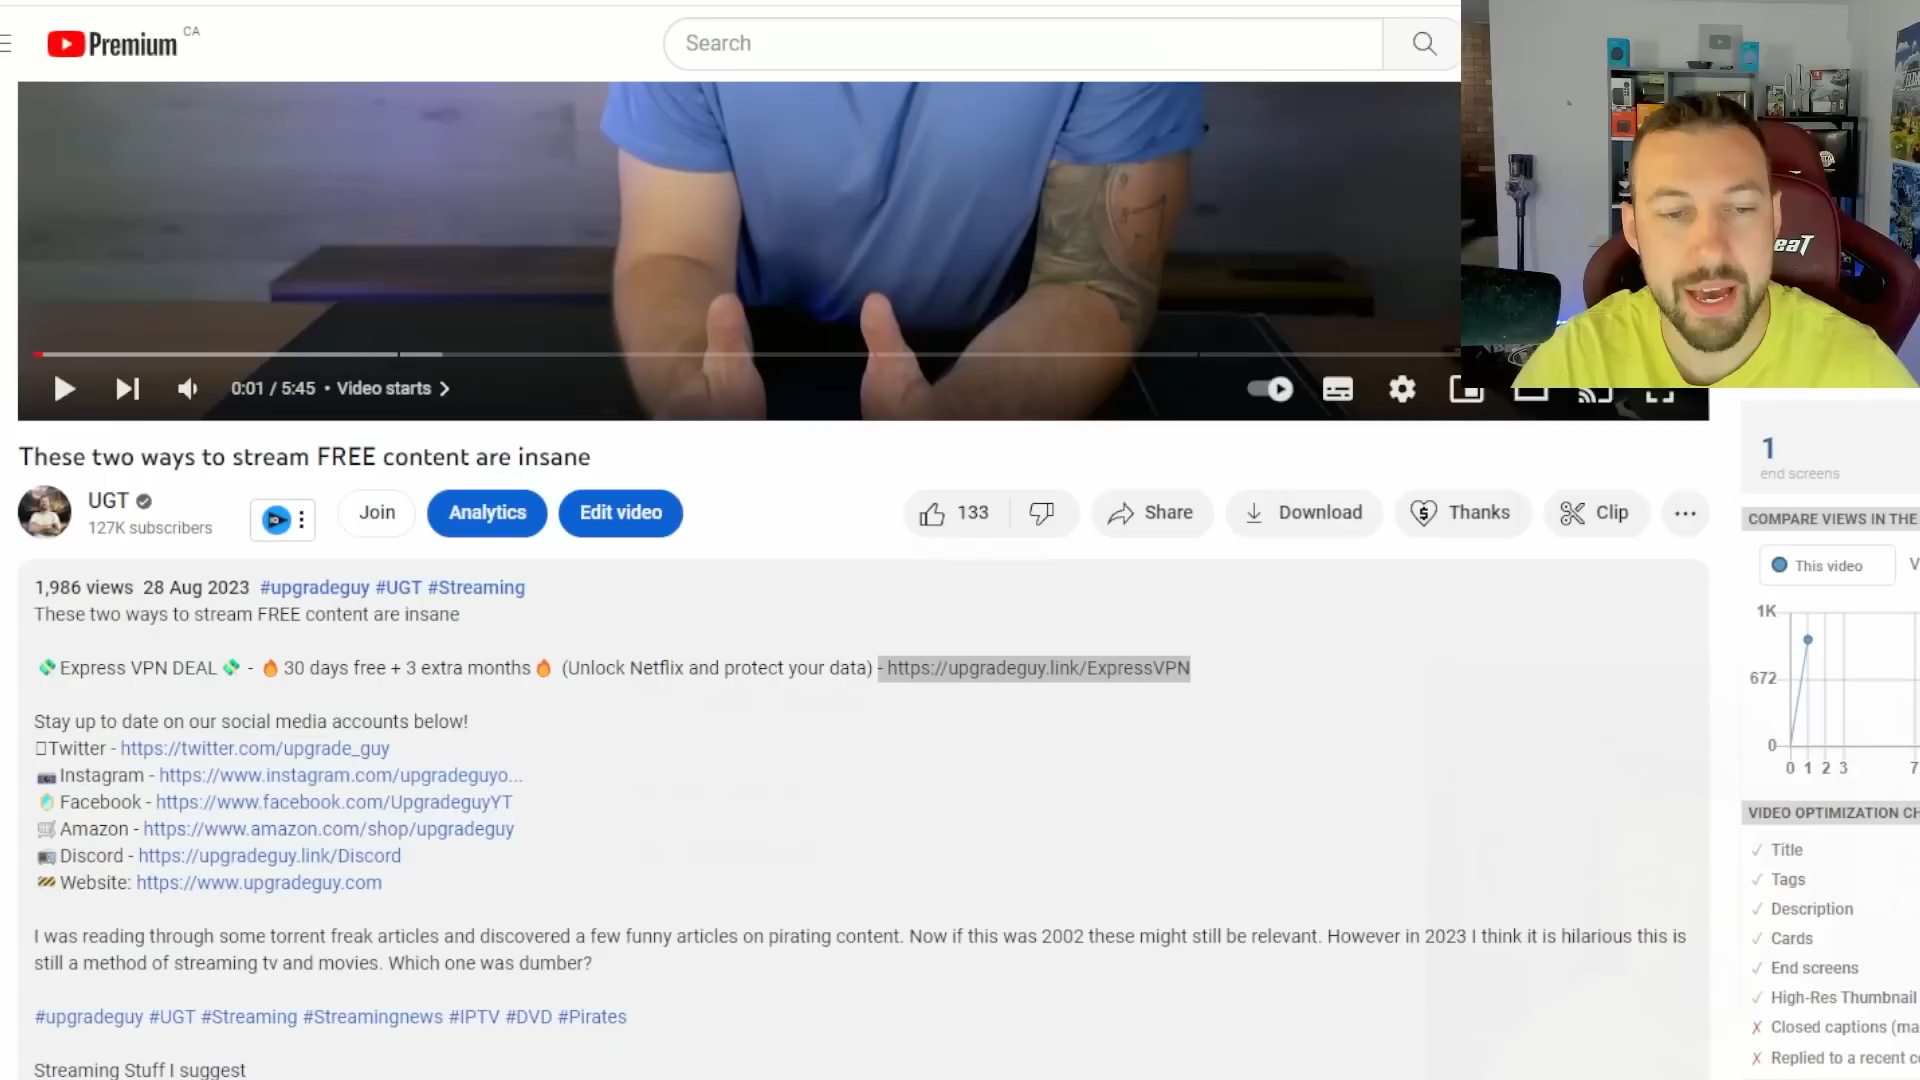 Premium CA
Search
eaT
0:01 / 5:45 • Video starts
These two ways to stream FREE content are insane
UGT
127K subscribers
Join
Analytics
Edit video
133
Share
Download
Thanks
Clip
1,986 views 28 Aug 2023 #upgradeguy #UGT #Streaming
These two ways to stream FREE content are insane
💸 Express VPN DEAL 💸 - 🔥 30 days free + 3 extra months 🔥 (Unlock Netflix and protect your data) - https://upgradeguy.link/ExpressVPN
Stay up to date on our social media accounts below!
Twitter - https://twitter.com/upgrade_guy
Instagram - https://www.instagram.com/upgradeguyo...
Facebook - https://www.facebook.com/UpgradeguyYT
Amazon - https://www.amazon.com/shop/upgradeguy
Discord - https://upgradeguy.link/Discord
Website: https://www.upgradeguy.com
I was reading through some torrent freak articles and discovered a few funny articles on pirating content. Now if this was 2002 these might still be relevant. However in 2023 I think it is hilarious this is
still a method of streaming tv and movies. Which one was dumber?
#upgradeguy #UGT #Streaming #Streamingnews #IPTV #DVD #Pirates
Streaming Stuff I suggest
1
end screens
COMPARE VIEWS IN THE
This video V
1K
672
0
0 1 2 3 7
VIDEO OPTIMIZATION CH
✓ Title
✓ Tags
✓ Description
✓ Cards
✓ End screens
✓ High-Res Thumbnail
✗ Closed captions (ma
✗ Replied to a recent c